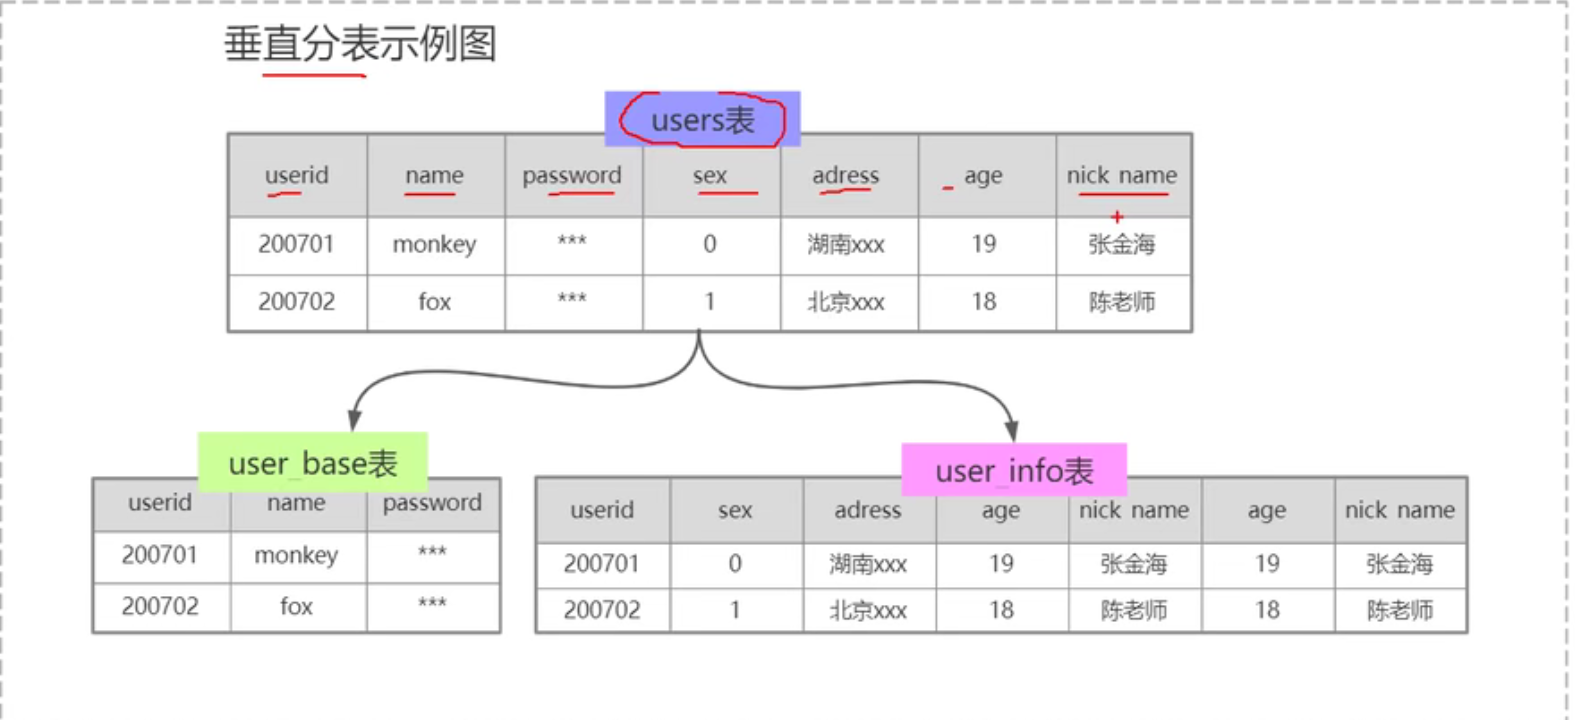 垂直分表示例图
users表
userid name password sex adress age nick name
200701 monkey *** 0 湖南xxx 19 张金海
200702 fox *** 1 北京xxx 18 陈老师
user_base表
userid name password
200701 monkey ***
200702 fox ***
user_info表
userid sex adress age nick name age nick name
200701 0 湖南xxx 19 张金海 19 张金海
200702 1 北京xxx 18 陈老师 18 陈老师